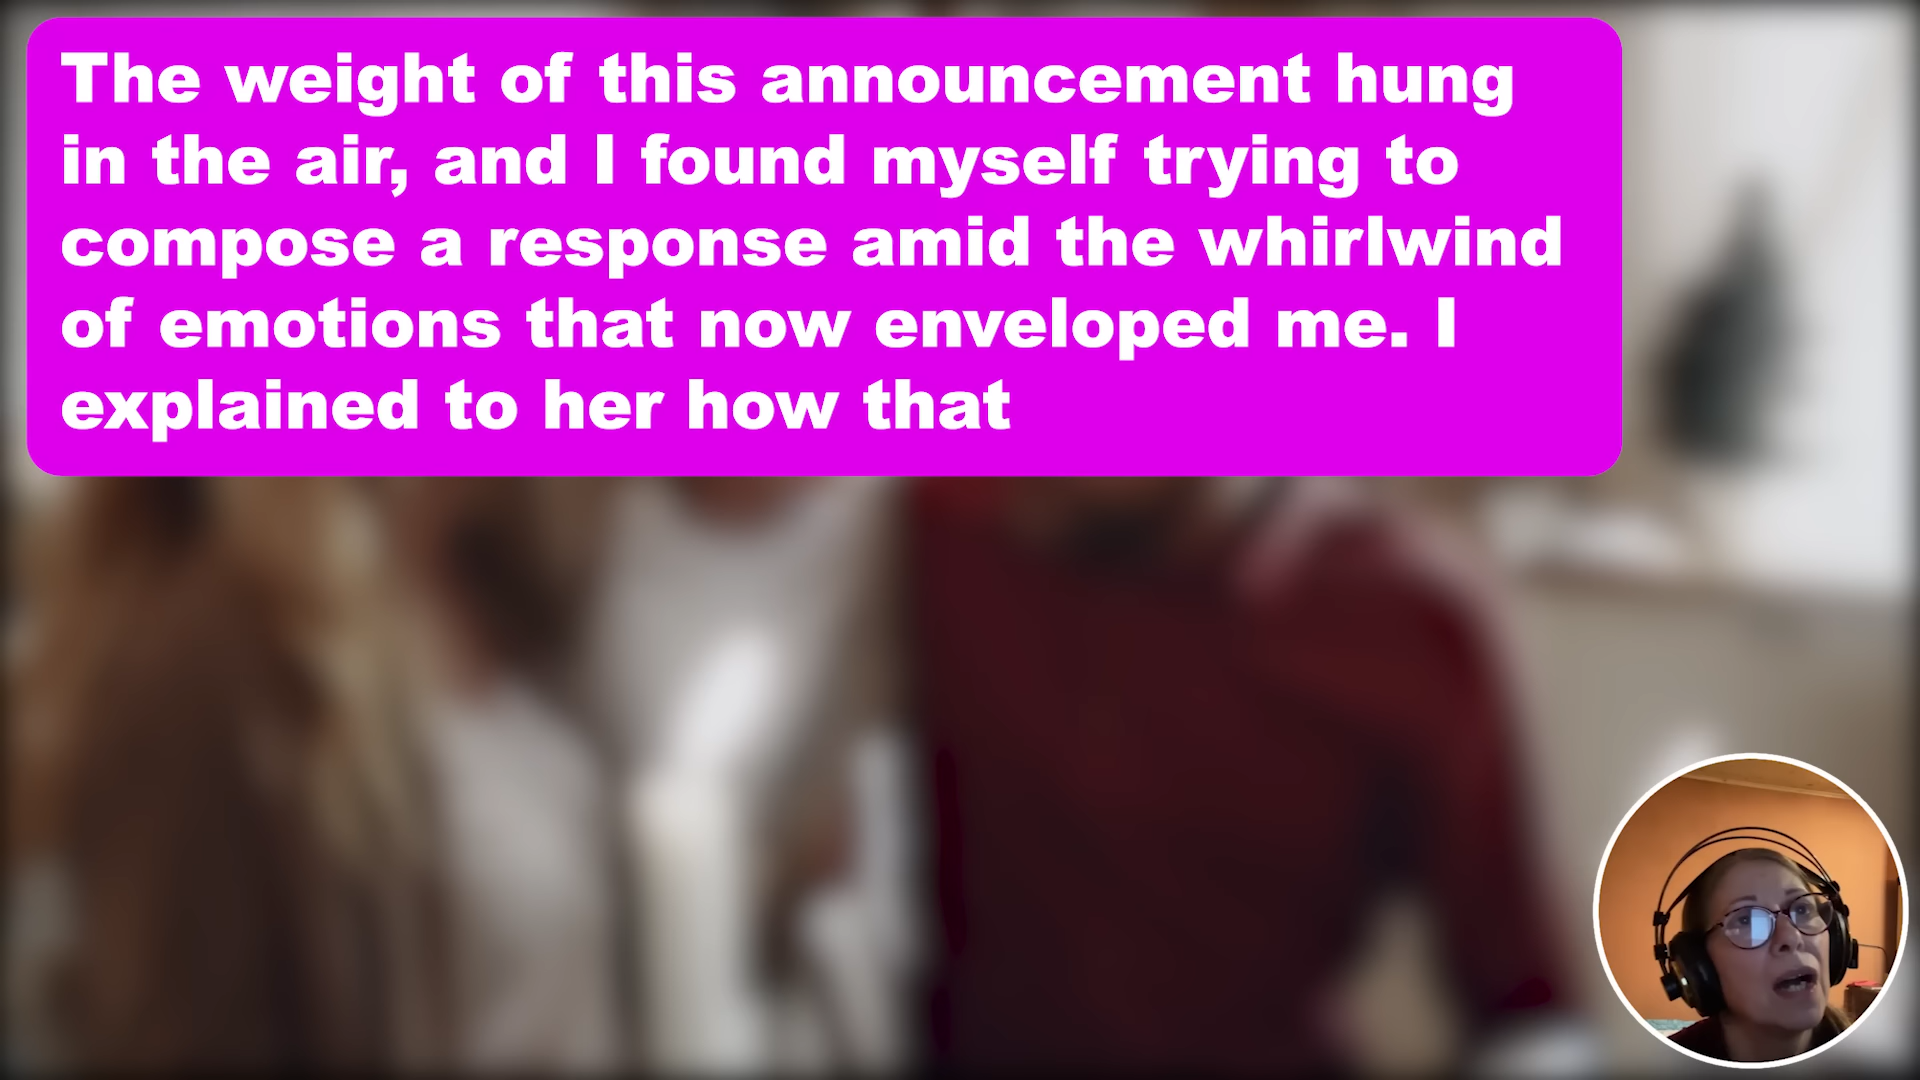 The weight of this announcement hung
in the air, and I found myself trying to
compose a response amid the whirlwind
of emotions that now enveloped me. I
explained to her how that